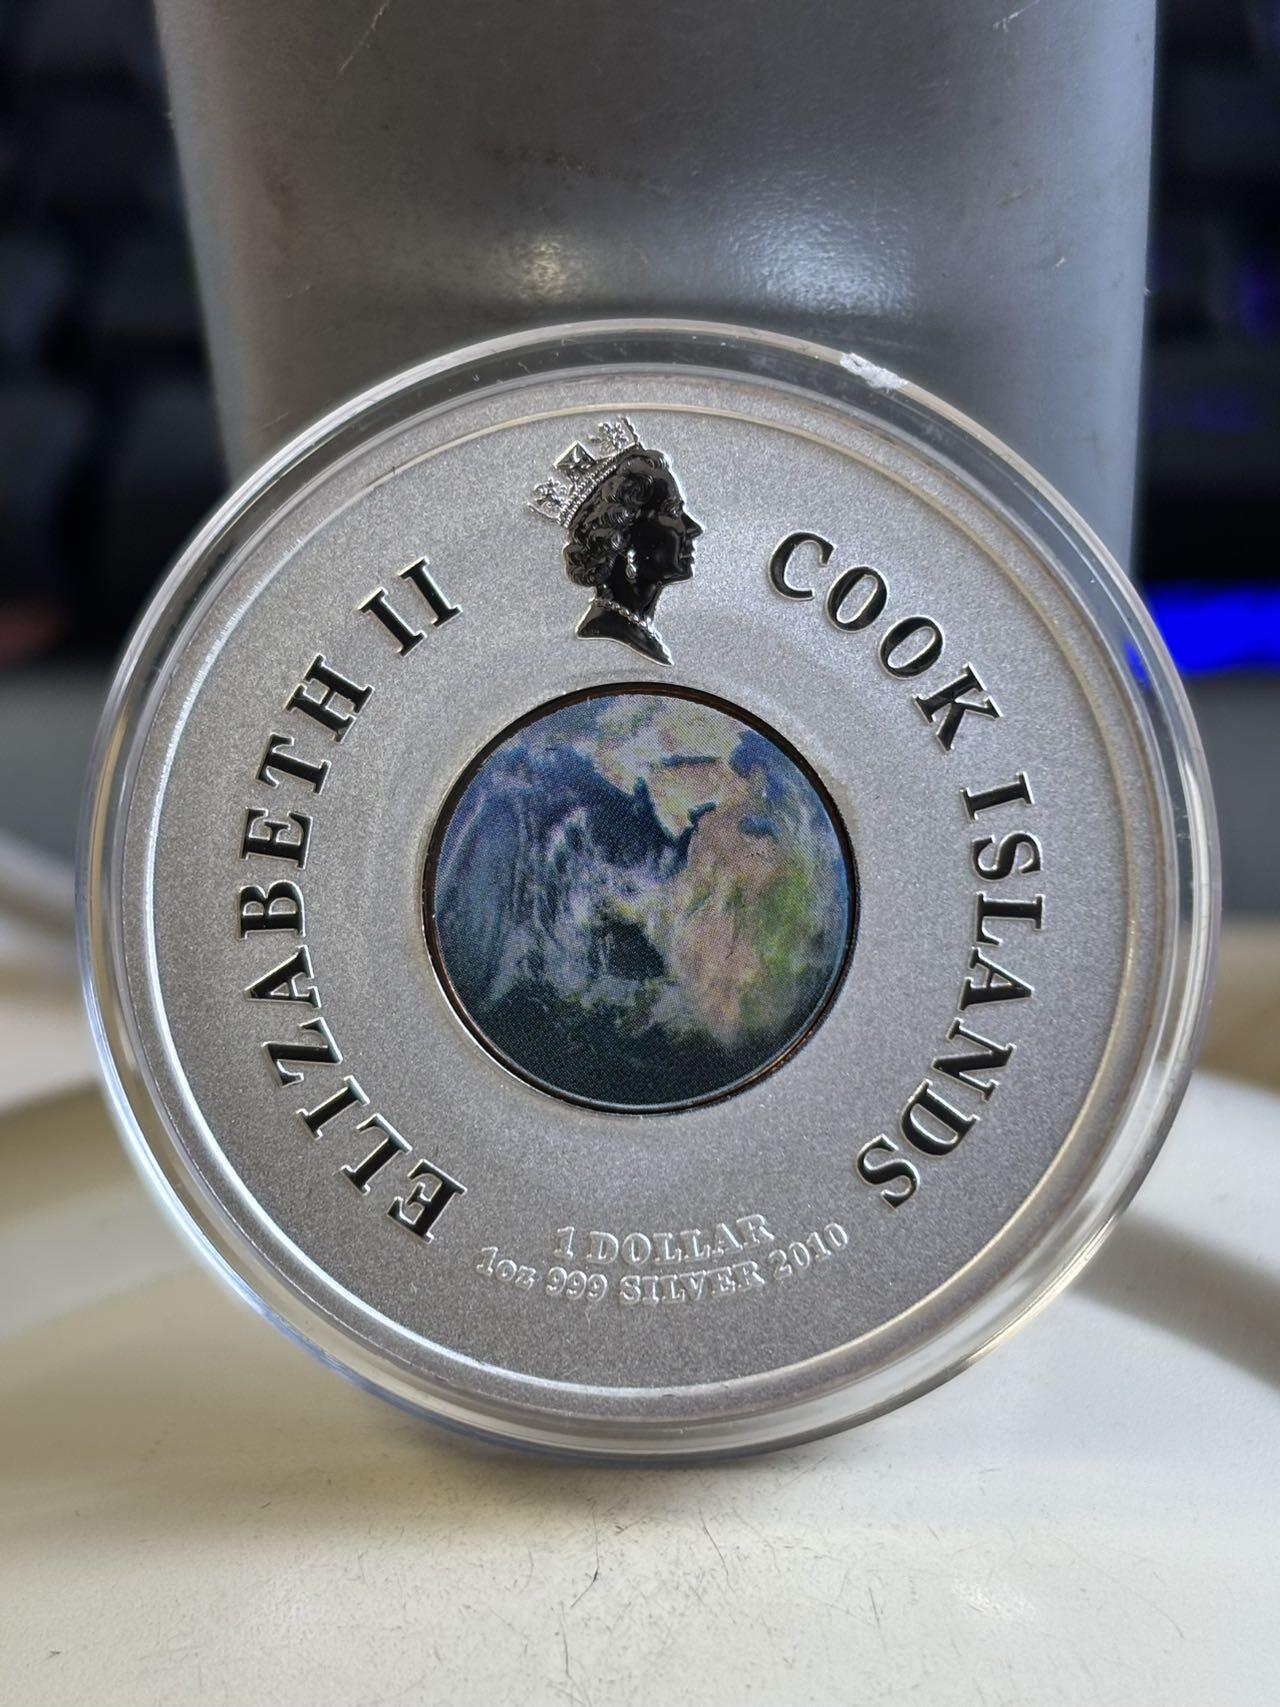 ELIZABETH II
COOK ISLANDS
1 DOLLAR
1oz 999 SILVER 2010